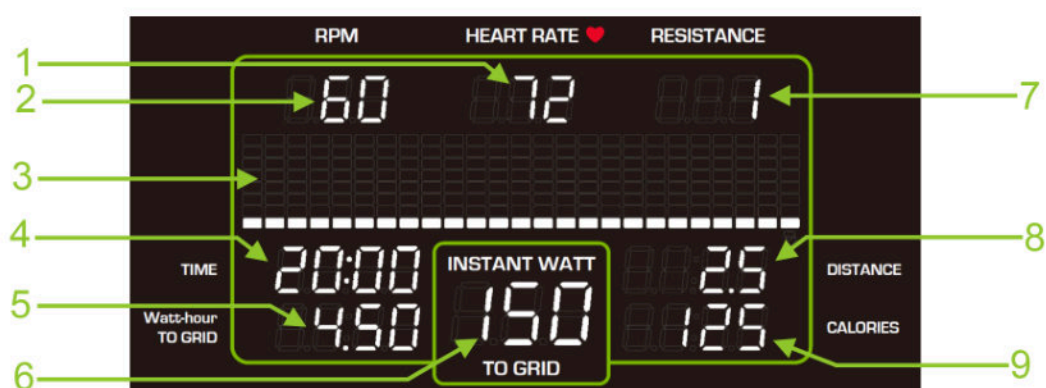 RPM HEART RATE RESISTANCE
1
2 60 72 1 7
3
4 8
TIME 20:00 INSTANT WATT 2.5 DISTANCE
5 Watt-hour
TO GRID 4.50 150 125 CALORIES
6 TO GRID 9